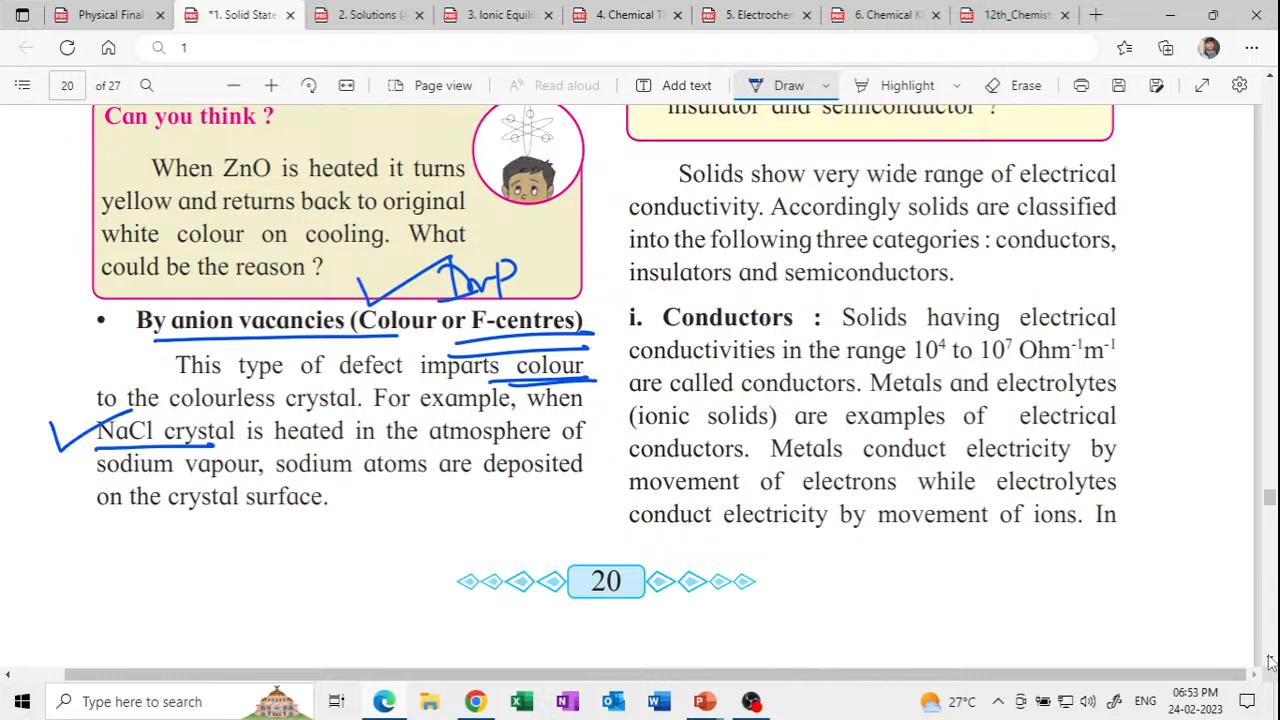 Physical Final
*1. Solid State
2. Solutions (4
3. Ionic Equilib
4. Chemical Th
5. Electrochem
6. Chemical Ki
12th_Chemist
1
20 of 27
Page view
Read aloud
Add text
Draw
Highlight
Erase
Can you think ?
When ZnO is heated it turns
yellow and returns back to original
white colour on cooling. What
could be the reason ?
Imp
• By anion vacancies (Colour or F-centres)
This type of defect imparts colour
to the colourless crystal. For example, when
NaCl crystal is heated in the atmosphere of
sodium vapour, sodium atoms are deposited
on the crystal surface.
insulator and semiconductor ?
Solids show very wide range of electrical
conductivity. Accordingly solids are classified
into the following three categories : conductors,
insulators and semiconductors.
i. Conductors : Solids having electrical
conductivities in the range 10⁴ to 10⁷ Ohm⁻¹m⁻¹
are called conductors. Metals and electrolytes
(ionic solids) are examples of electrical
conductors. Metals conduct electricity by
movement of electrons while electrolytes
conduct electricity by movement of ions. In
20
Type here to search
27°C
ENG
06:53 PM
24-02-2023